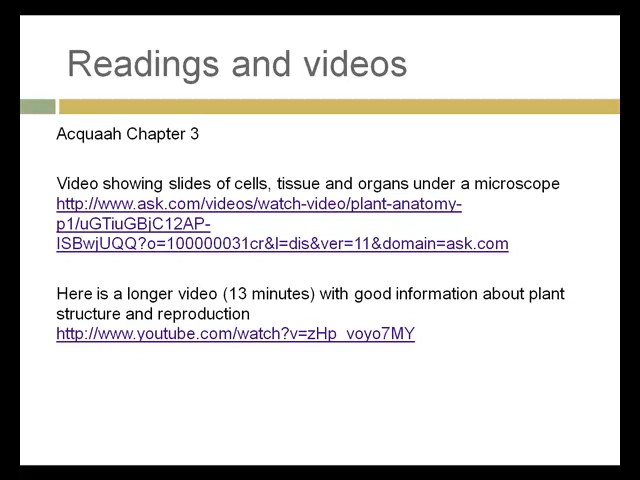 Readings and videos
Acquaah Chapter 3
Video showing slides of cells, tissue and organs under a microscope
http://www.ask.com/videos/watch-video/plant-anatomy-
p1/uGTiuGBjC12AP-
ISBwjUQQ?o=100000031cr&l=dis&ver=11&domain=ask.com
Here is a longer video (13 minutes) with good information about plant
structure and reproduction
http://www.youtube.com/watch?v=zHp_voyo7MY